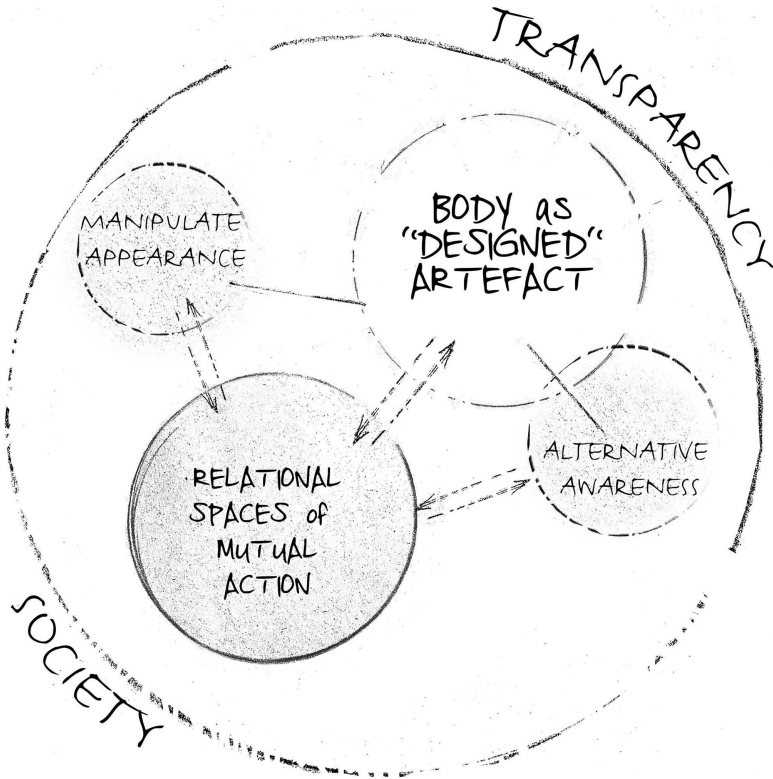 TRANSPARENCY
MANIPULATE
APPEARANCE
BODY as
"DESIGNED"
ARTEFACT
ALTERNATIVE
AWARENESS
RELATIONAL
SPACES of
MUTUAL
ACTION
SOCIETY